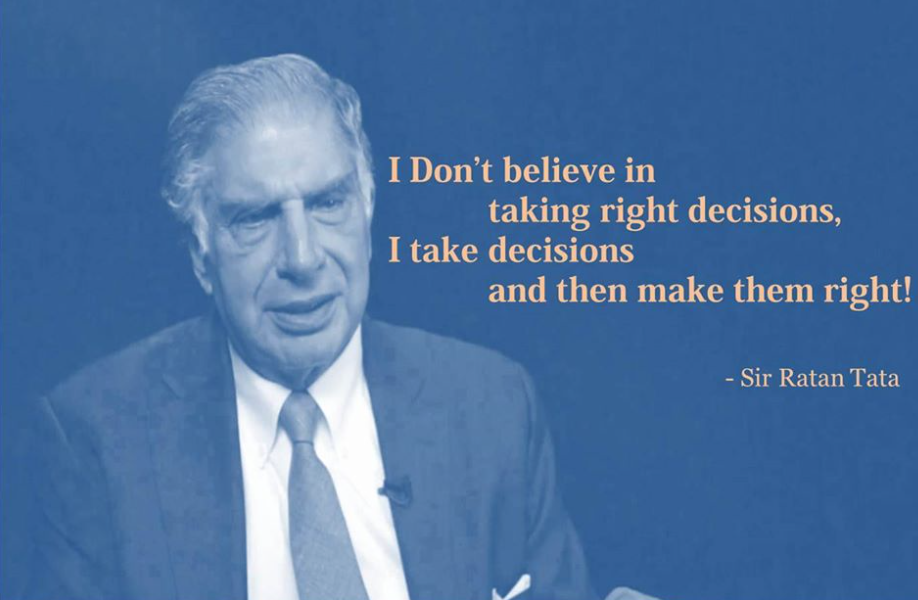 I Don’t believe in
taking right decisions,
I take decisions
and then make them right!
- Sir Ratan Tata